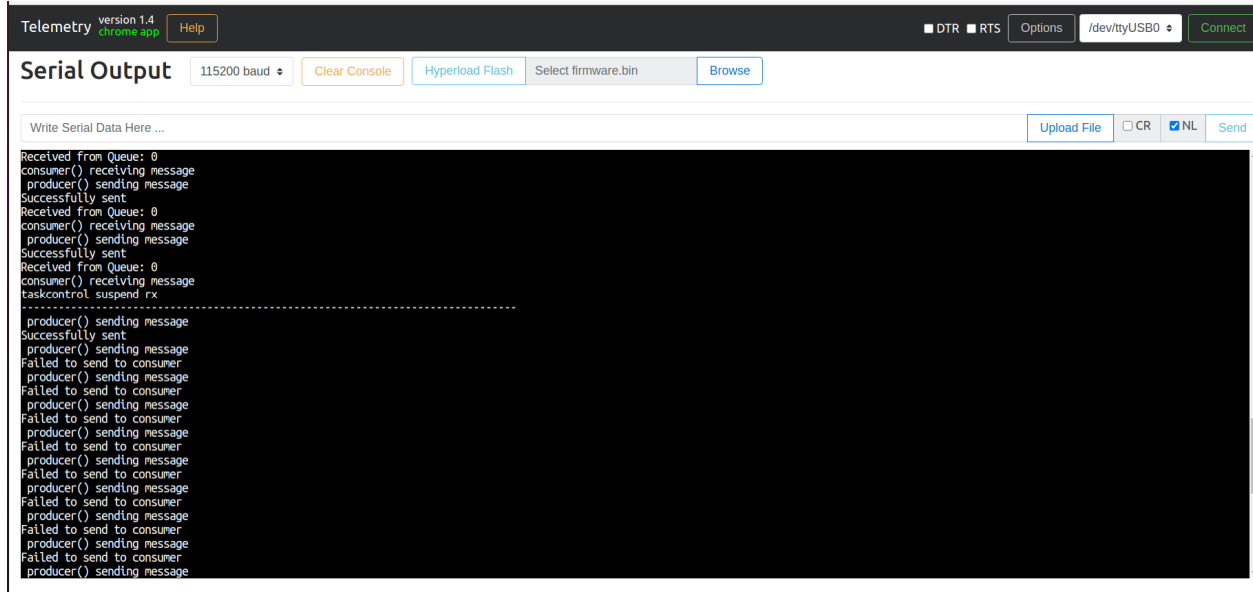 Telemetry version 1.4 chrome app Help DTR RTS Options /dev/ttyUSB0 Connect
Serial Output 115200 baud Clear Console Hyperload Flash Select firmware.bin Browse
Write Serial Data Here ... Upload File CR NL Send
Received from Queue: 0
consumer() receiving message
producer() sending message
Successfully sent
Received from Queue: 0
consumer() receiving message
producer() sending message
Successfully sent
Received from Queue: 0
consumer() receiving message
taskcontrol suspend rx
--------------------------------------------------------------------------------
producer() sending message
Successfully sent
producer() sending message
Failed to send to consumer
producer() sending message
Failed to send to consumer
producer() sending message
Failed to send to consumer
producer() sending message
Failed to send to consumer
producer() sending message
Failed to send to consumer
producer() sending message
Failed to send to consumer
producer() sending message
Failed to send to consumer
producer() sending message
Failed to send to consumer
producer() sending message